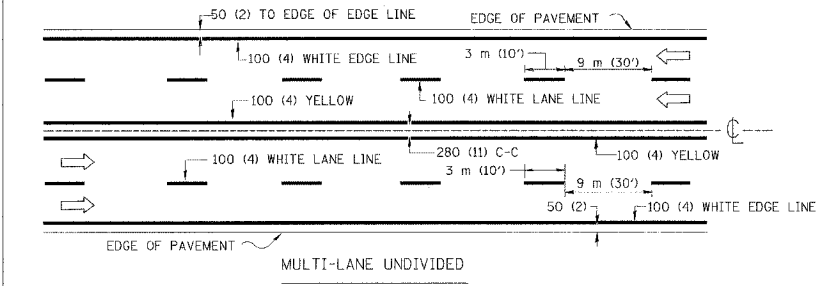 50 (2) TO EDGE OF EDGE LINE
EDGE OF PAVEMENT
100 (4) WHITE EDGE LINE
3 m (10')
9 m (30')
100 (4) YELLOW
100 (4) WHITE LANE LINE
℄
100 (4) WHITE LANE LINE
280 (11) C-C
100 (4) YELLOW
3 m (10')
9 m (30')
50 (2)
100 (4) WHITE EDGE LINE
EDGE OF PAVEMENT
MULTI-LANE UNDIVIDED